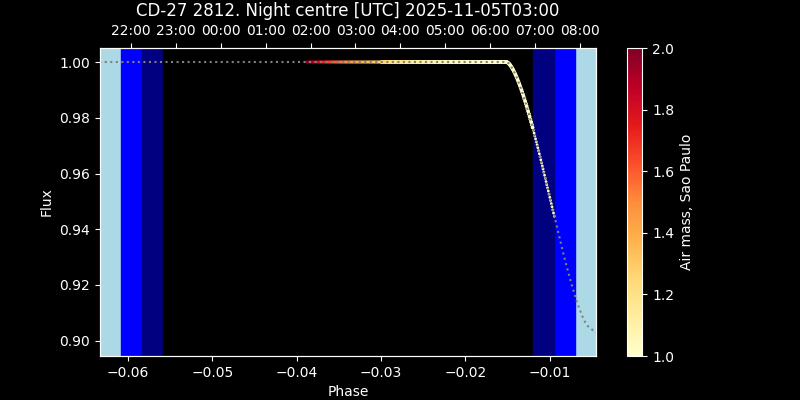 CD-27 2812. Night centre [UTC] 2025-11-05T03:00
22:00 23:00 00:00 01:00 02:00 03:00 04:00 05:00 06:00 07:00 08:00
1.00
0.98
0.96
0.94
0.92
0.90
Flux
−0.06 −0.05 −0.04 −0.03 −0.02 −0.01
Phase
2.0
1.8
1.6
1.4
1.2
1.0
Air mass, Sao Paulo